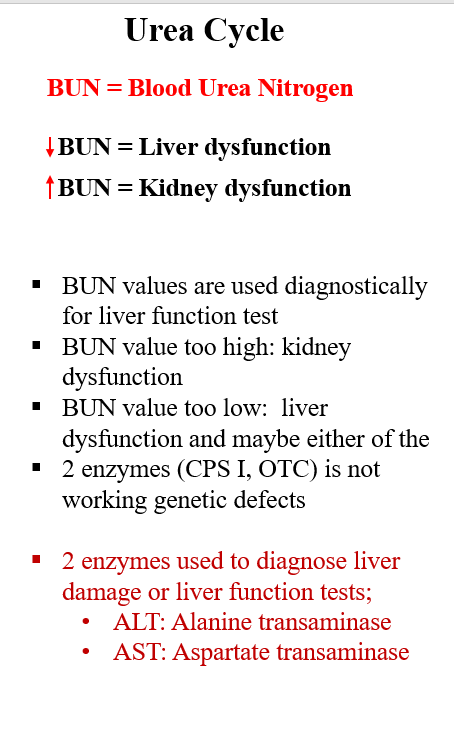 Urea Cycle
BUN = Blood Urea Nitrogen
↓BUN = Liver dysfunction
↑BUN = Kidney dysfunction
▪ BUN values are used diagnostically
for liver function test
▪ BUN value too high: kidney
dysfunction
▪ BUN value too low:  liver
dysfunction and maybe either of the
▪ 2 enzymes (CPS I, OTC) is not
working genetic defects
▪ 2 enzymes used to diagnose liver
damage or liver function tests;
• ALT: Alanine transaminase
• AST: Aspartate transaminase